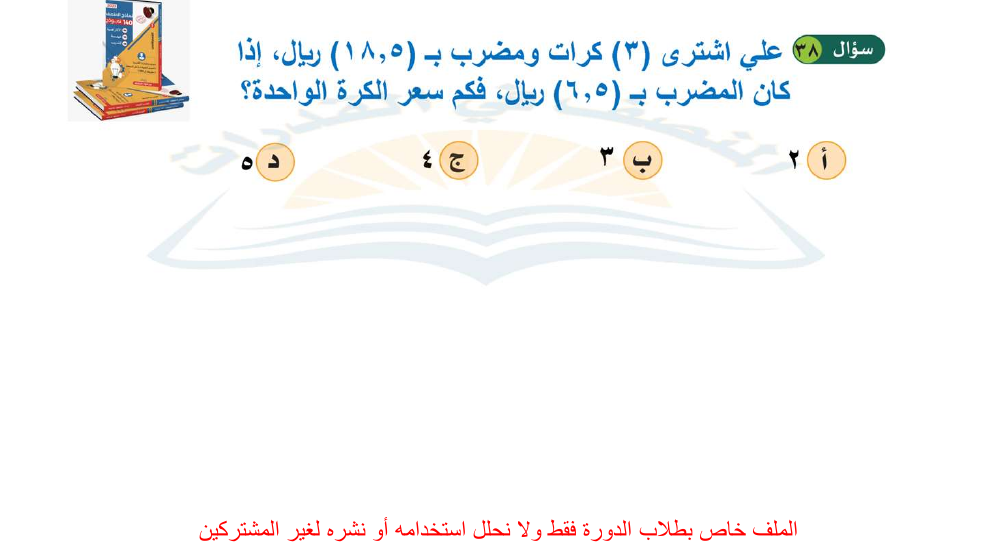 سؤال ٣٨ علي اشترى (٣) كرات ومضرب بـ (١٨,٥) ريال، إذا
كان المضرب بـ (٦,٥) ريال، فكم سعر الكرة الواحدة؟
أ ٢ ب ٣ ج ٤ د ٥
الملف خاص بطلاب الدورة فقط ولا نحلل استخدامه أو نشره لغير المشتركين